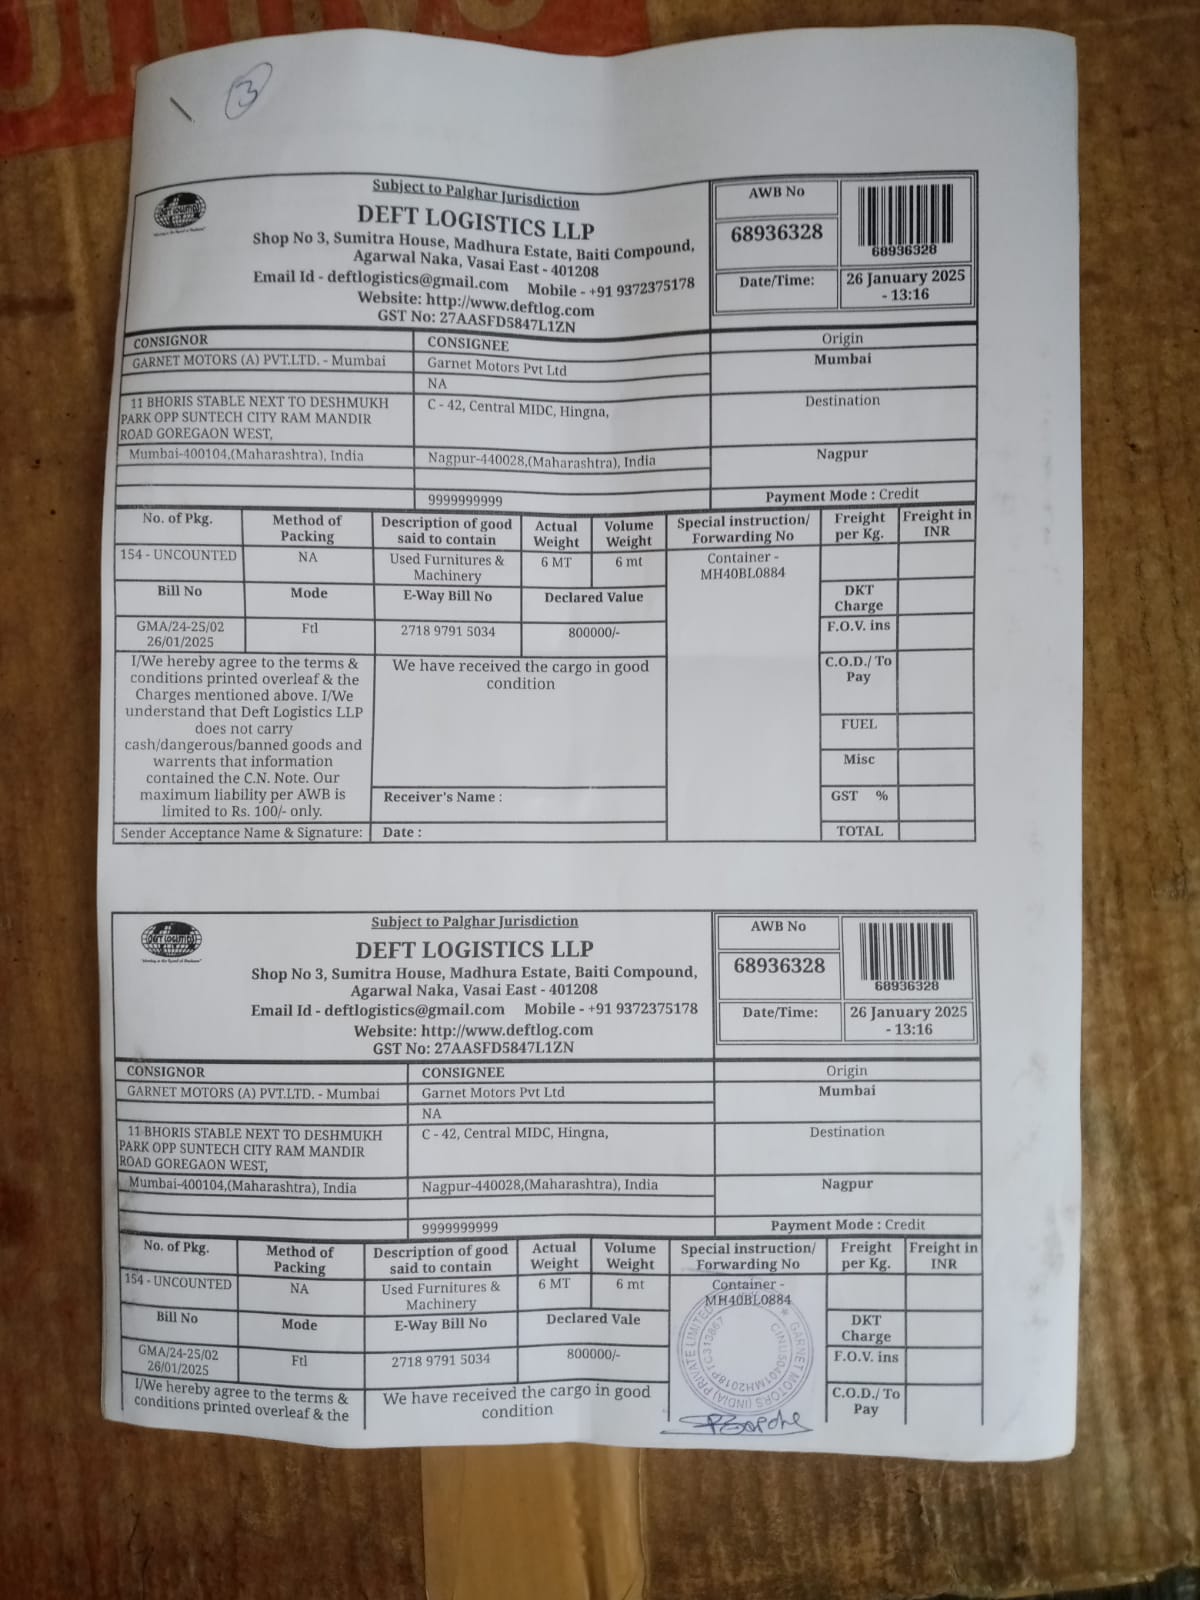 3
Subject to Palghar Jurisdiction
DEFT LOGISTICS LLP
Shop No 3, Sumitra House, Madhura Estate, Baiti Compound,
Agarwal Naka, Vasai East - 401208
Email Id - deftlogistics@gmail.com Mobile - +91 9372375178
Website: http://www.deftlog.com
GST No: 27AASFD5847L1ZN
AWB No
68936328
68936328
Date/Time: 26 January 2025
- 13:16
CONSIGNOR CONSIGNEE Origin
GARNET MOTORS (A) PVT.LTD. - Mumbai Garnet Motors Pvt Ltd Mumbai
NA
11 BHORIS STABLE NEXT TO DESHMUKH C - 42, Central MIDC, Hingna, Destination
PARK OPP SUNTECH CITY RAM MANDIR
ROAD GOREGAON WEST,
Mumbai-400104,(Maharashtra), India Nagpur-440028,(Maharashtra), India Nagpur
9999999999 Payment Mode : Credit
No. of Pkg. Method of Description of good Actual Volume Special instruction/ Freight Freight in
Packing said to contain Weight Weight Forwarding No per Kg. INR
154 - UNCOUNTED NA Used Furnitures & 6 MT 6 mt Container -
Machinery MH40BL0884
Bill No Mode E-Way Bill No Declared Value DKT
Charge
GMA/24-25/02 Ftl 2718 9791 5034 800000/- F.O.V. ins
26/01/2025
I/We hereby agree to the terms & We have received the cargo in good C.O.D./ To
conditions printed overleaf & the condition Pay
Charges mentioned above. I/We
understand that Deft Logistics LLP
does not carry FUEL
cash/dangerous/banned goods and
warrents that information Misc
contained the C.N. Note. Our
maximum liability per AWB is Receiver's Name : GST %
limited to Rs. 100/- only.
Sender Acceptance Name & Signature: Date : TOTAL
DEFT LOGISTICS
Subject to Palghar Jurisdiction
DEFT LOGISTICS LLP
Shop No 3, Sumitra House, Madhura Estate, Baiti Compound,
Agarwal Naka, Vasai East - 401208
Email Id - deftlogistics@gmail.com Mobile - +91 9372375178
Website: http://www.deftlog.com
GST No: 27AASFD5847L1ZN
AWB No
68936328
68936328
Date/Time: 26 January 2025
- 13:16
CONSIGNOR CONSIGNEE Origin
GARNET MOTORS (A) PVT.LTD. - Mumbai Garnet Motors Pvt Ltd Mumbai
NA
11 BHORIS STABLE NEXT TO DESHMUKH C - 42, Central MIDC, Hingna, Destination
PARK OPP SUNTECH CITY RAM MANDIR
ROAD GOREGAON WEST,
Mumbai-400104,(Maharashtra), India Nagpur-440028,(Maharashtra), India Nagpur
9999999999 Payment Mode : Credit
No. of Pkg. Method of Description of good Actual Volume Special instruction/ Freight Freight in
Packing said to contain Weight Weight Forwarding No per Kg. INR
154 - UNCOUNTED NA Used Furnitures & 6 MT 6 mt Container -
Machinery MH40BL0884
Bill No Mode E-Way Bill No Declared Vale DKT
Charge
GMA/24-25/02 Ftl 2718 9791 5034 800000/- F.O.V. ins
26/01/2025
I/We hereby agree to the terms & We have received the cargo in good C.O.D./ To
conditions printed overleaf & the condition Pay
GARNET MOTORS (INDIA) PRIVATE LIMITED